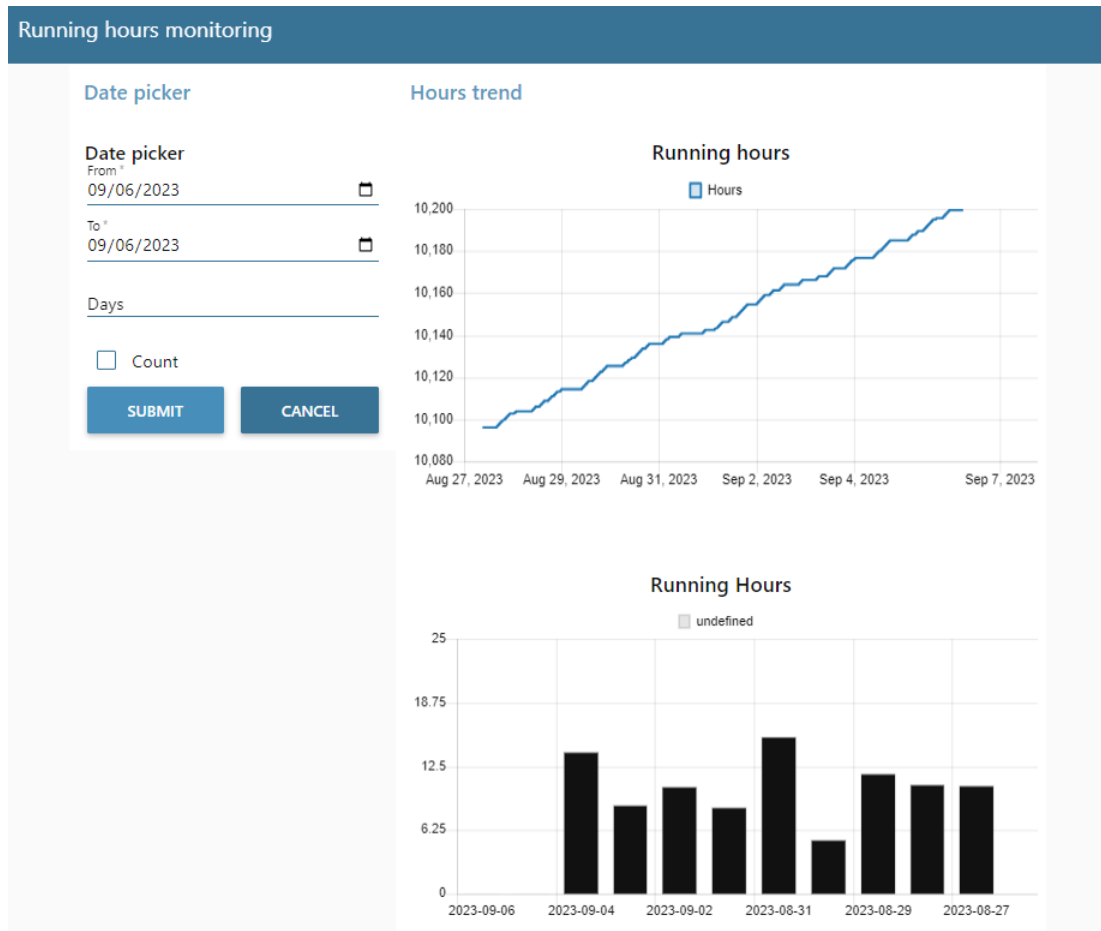 Running hours monitoring
Date picker
Date picker
From *
09/06/2023
To *
09/06/2023
Days
Count
SUBMIT CANCEL
Hours trend
Running hours
Hours
10,200
10,180
10,160
10,140
10,120
10,100
10,080
Aug 27, 2023 Aug 29, 2023 Aug 31, 2023 Sep 2, 2023 Sep 4, 2023 Sep 7, 2023
Running Hours
undefined
25
18.75
12.5
6.25
0
2023-09-06 2023-09-04 2023-09-02 2023-08-31 2023-08-29 2023-08-27